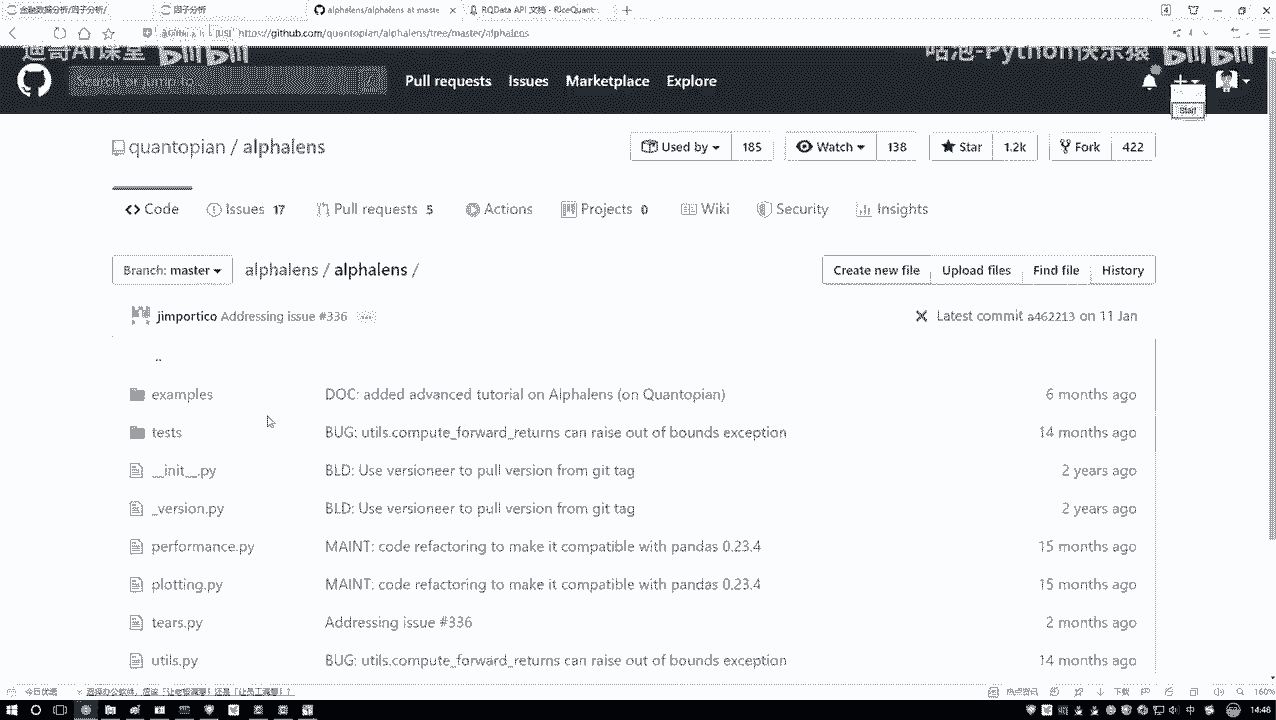 金融数据分析/因子分析/
因子分析
alphalens/alphalens at master
RQData API 文档 - RiceQuant
https://github.com/quantopian/alphalens/tree/master/alphalens
迪哥AI课堂 bilibili
咕泡-Python快乐猿 bilibili
Pull requests
Issues
Marketplace
Explore
Start
quantopian / alphalens
Used by 185
Watch 138
Star 1.2k
Fork 422
Code
Issues 17
Pull requests 5
Actions
Projects 0
Wiki
Security
Insights
Branch: master
alphalens / alphalens /
Create new file
Upload files
Find file
History
jimportico Addressing issue #336
Latest commit a462213 on 11 Jan
..
examples DOC: added advanced tutorial on Alphalens (on Quantopian) 6 months ago
tests BUG: utils.compute_forward_returns can raise out of bounds exception 14 months ago
__init__.py BLD: Use versioneer to pull version from git tag 2 years ago
_version.py BLD: Use versioneer to pull version from git tag 2 years ago
performance.py MAINT: code refactoring to make it compatible with pandas 0.23.4 15 months ago
plotting.py MAINT: code refactoring to make it compatible with pandas 0.23.4 15 months ago
tears.py Addressing issue #336 2 months ago
utils.py BUG: utils.compute_forward_returns can raise out of bounds exception 14 months ago
今日优选
热点资讯
下载
160%
14:46